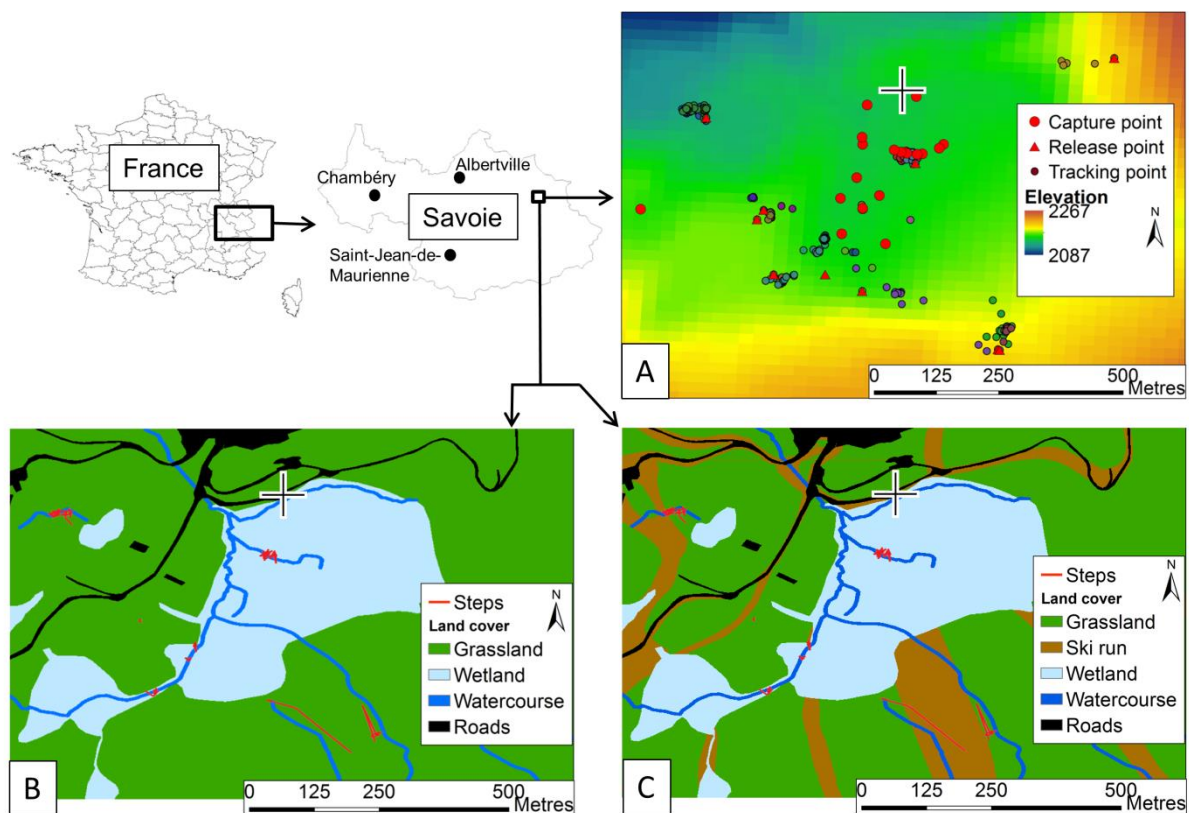 France
Chambéry
Albertville
Savoie
Saint-Jean-de-
Maurienne
Capture point
Release point
Tracking point
Elevation
2267
2087
N
A
0 125 250 500
Metres
Steps
Land cover
Grassland
Wetland
Watercourse
Roads
N
B
0 125 250 500
Metres
Steps
Land cover
Grassland
Ski run
Wetland
Watercourse
Roads
N
C
0 125 250 500
Metres